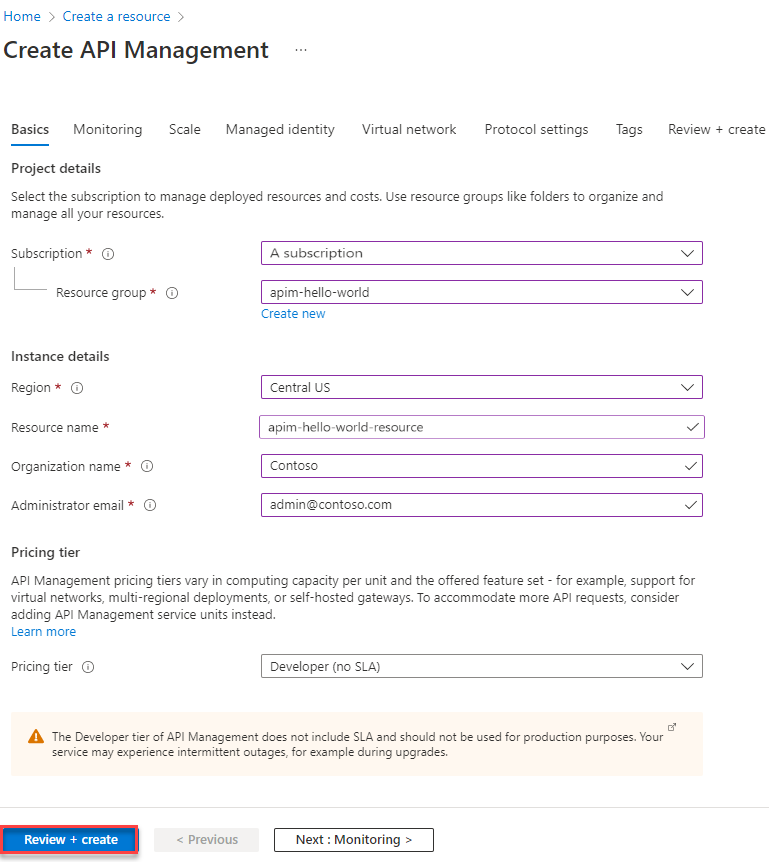 Home > Create a resource >
Create API Management ...
Basics Monitoring Scale Managed identity Virtual network Protocol settings Tags Review + create
Project details
Select the subscription to manage deployed resources and costs. Use resource groups like folders to organize and
manage all your resources.
Subscription * A subscription
Resource group * apim-hello-world
Create new
Instance details
Region * Central US
Resource name * apim-hello-world-resource
Organization name * Contoso
Administrator email * admin@contoso.com
Pricing tier
API Management pricing tiers vary in computing capacity per unit and the offered feature set - for example, support for
virtual networks, multi-regional deployments, or self-hosted gateways. To accommodate more API requests, consider
adding API Management service units instead.
Learn more
Pricing tier Developer (no SLA)
The Developer tier of API Management does not include SLA and should not be used for production purposes. Your
service may experience intermittent outages, for example during upgrades.
Review + create < Previous Next : Monitoring >